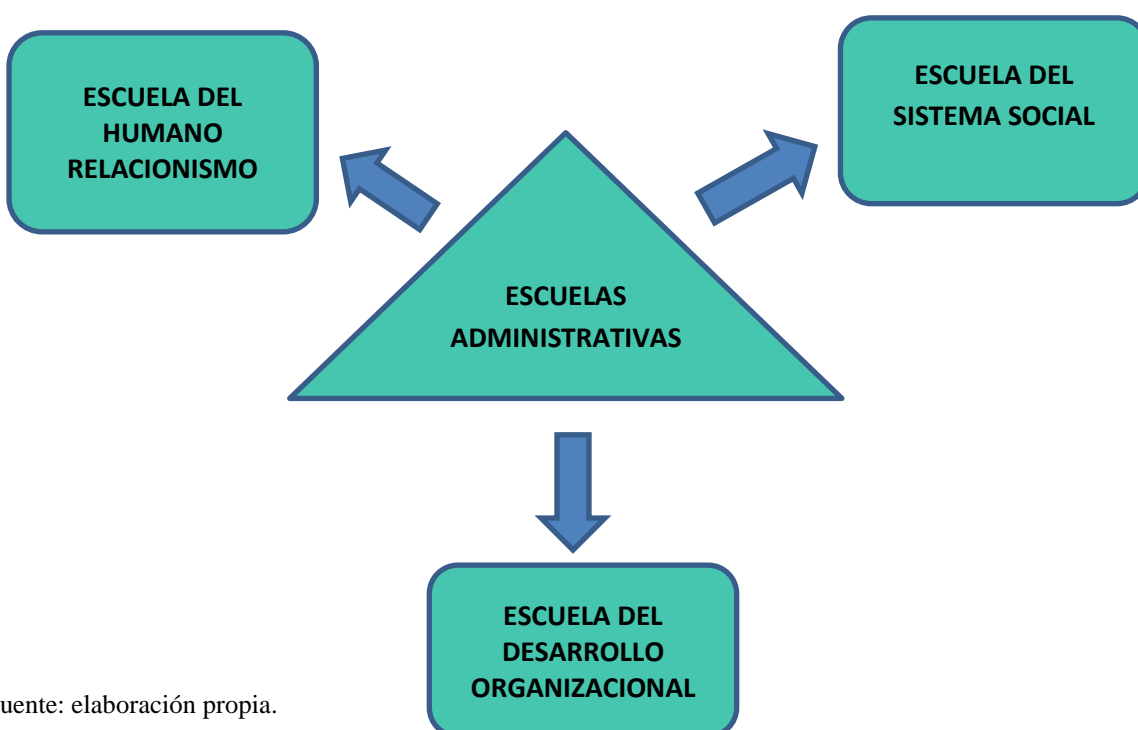 ESCUELA DEL
HUMANO
RELACIONISMO
ESCUELA DEL
SISTEMA SOCIAL
ESCUELAS
ADMINISTRATIVAS
ESCUELA DEL
DESARROLLO
ORGANIZACIONAL
uente: elaboración propia.